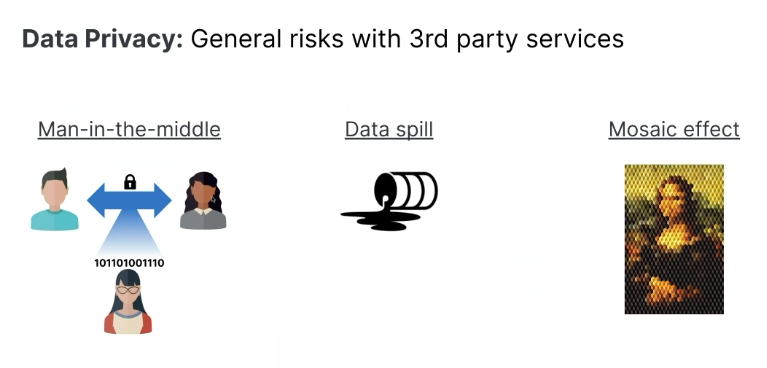 Data Privacy: General risks with 3rd party services
Man-in-the-middle
Data spill
Mosaic effect
101101001110